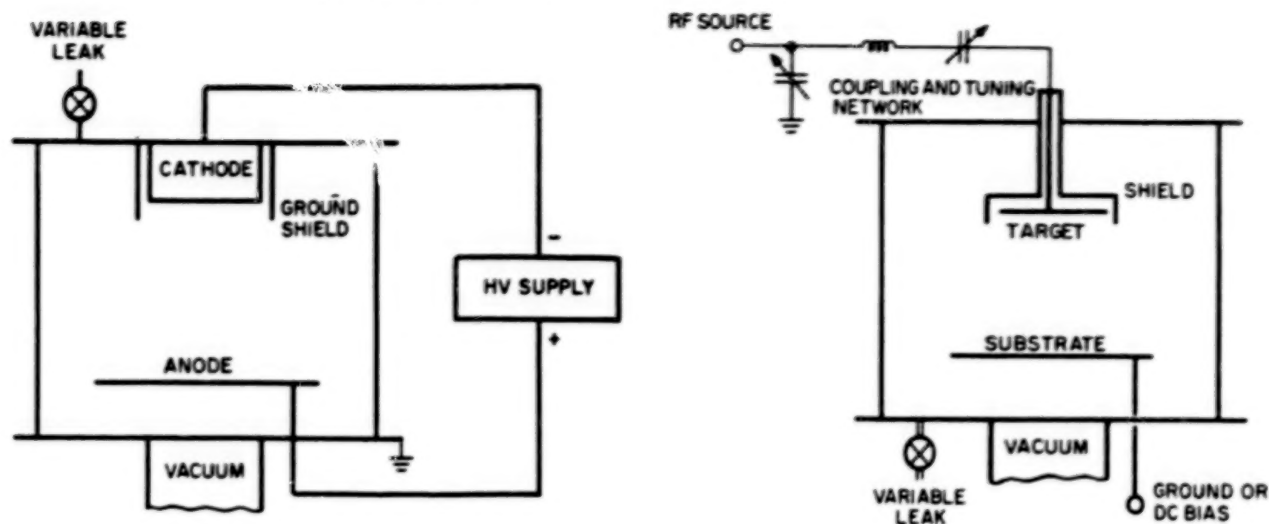 VARIABLE
LEAK
CATHODE
GROUND
SHIELD
-
HV SUPPLY
+
ANODE
VACUUM
RF SOURCE
COUPLING AND TUNING
NETWORK
SHIELD
TARGET
SUBSTRATE
VACUUM
VARIABLE
LEAK
GROUND OR
DC BIAS